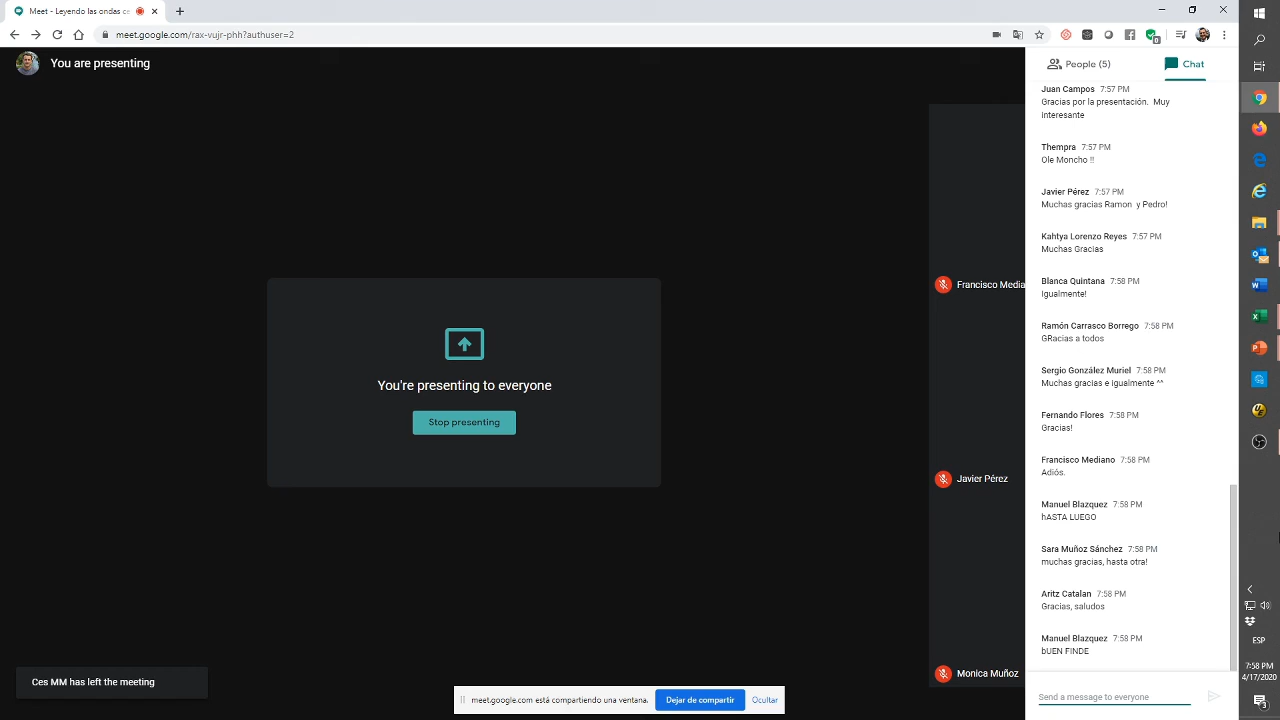 Meet - Leyendo las ondas ce
meet.google.com/rax-vujr-phh?authuser=2
You are presenting
People (5)
Chat
Juan Campos 7:57 PM
Gracias por la presentación. Muy
interesante
Thempra 7:57 PM
Ole Moncho !!
Javier Pérez 7:57 PM
Muchas gracias Ramon y Pedro!
Kahtya Lorenzo Reyes 7:57 PM
Muchas Gracias
Blanca Quintana 7:58 PM
Igualmente!
Ramón Carrasco Borrego 7:58 PM
GRacias a todos
Sergio González Muriel 7:58 PM
Muchas gracias e igualmente ^^
Fernando Flores 7:58 PM
Gracias!
Francisco Mediano 7:58 PM
Adiós.
Manuel Blazquez 7:58 PM
hASTA LUEGO
Sara Muñoz Sánchez 7:58 PM
muchas gracias, hasta otra!
Aritz Catalan 7:58 PM
Gracias, saludos
Manuel Blazquez 7:58 PM
bUEN FINDE
Send a message to everyone
Francisco Media
Javier Pérez
Monica Muñoz
You're presenting to everyone
Stop presenting
Ces MM has left the meeting
meet.google.com está compartiendo una ventana.
Dejar de compartir
Ocultar
ESP
7:58 PM
4/17/2020